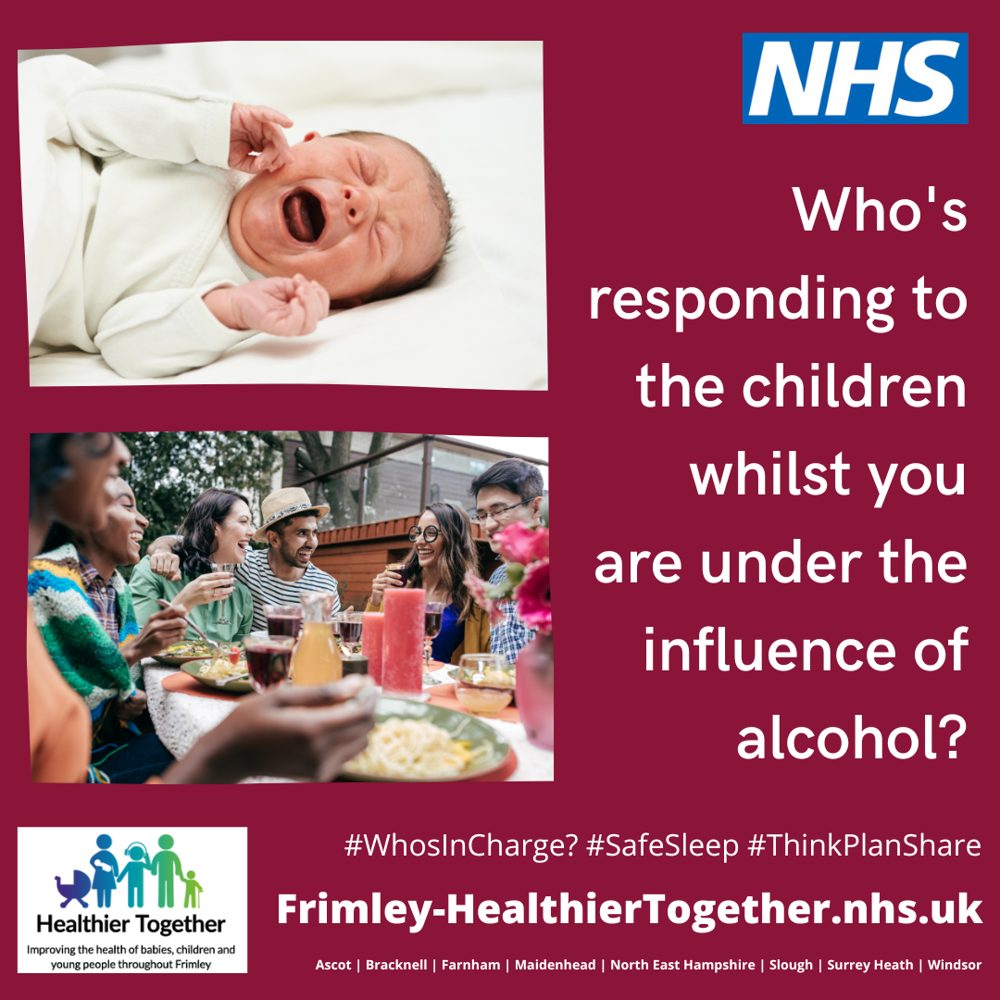 NHS
Who's
responding to
the children
whilst you
are under the
influence of
alcohol?
#WhosInCharge? #SafeSleep #ThinkPlanShare
Frimley-HealthierTogether.nhs.uk
Ascot | Bracknell | Farnham | Maidenhead | North East Hampshire | Slough | Surrey Heath | Windsor
Healthier Together
Improving the health of babies, children and
young people throughout Frimley